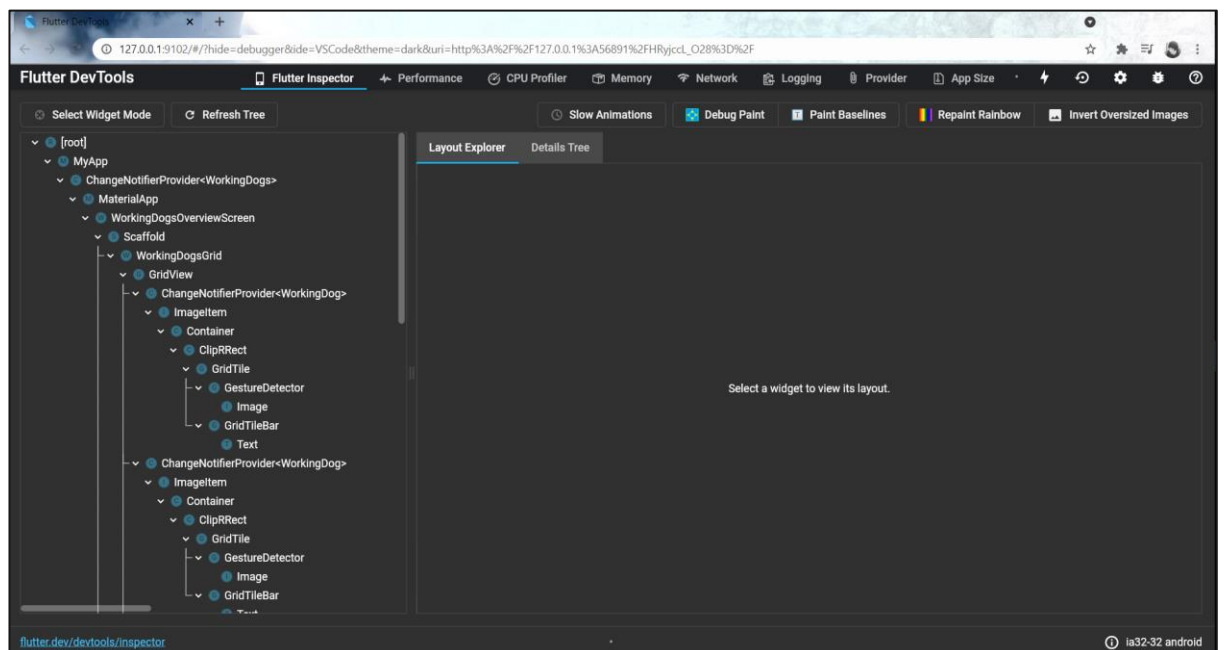 Flutter DevTools
127.0.0.1:9102/#/?hide=debugger&ide=VSCode&theme=dark&uri=http%3A%2F%2F127.0.0.1%3A56891%2FHRyjccL_O28%3D%2F
Flutter DevTools Flutter Inspector Performance CPU Profiler Memory Network Logging Provider App Size
Select Widget Mode Refresh Tree Slow Animations Debug Paint Paint Baselines Repaint Rainbow Invert Oversized Images
[root]
MyApp
ChangeNotifierProvider<WorkingDogs>
MaterialApp
WorkingDogsOverviewScreen
Scaffold
WorkingDogsGrid
GridView
ChangeNotifierProvider<WorkingDog>
ImageItem
Container
ClipRRect
GridTile
GestureDetector
Image
GridTileBar
Text
ChangeNotifierProvider<WorkingDog>
ImageItem
Container
ClipRRect
GridTile
GestureDetector
Image
GridTileBar
Text
Layout Explorer Details Tree
Select a widget to view its layout.
flutter.dev/devtools/inspector
ia32-32 android